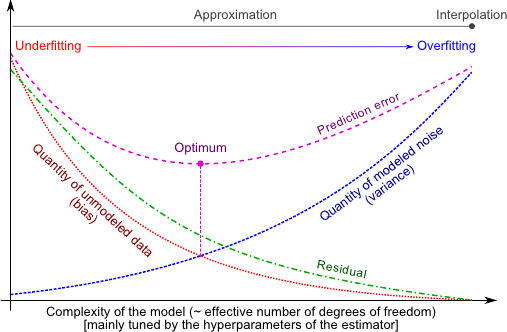 Approximation
Interpolation
Underfitting
Overfitting
Prediction error
Optimum
Quantity of unmodeled data
(bias)
Quantity of modeled noise
(variance)
Residual
Complexity of the model (~ effective number of degrees of freedom)
[mainly tuned by the hyperparameters of the estimator]